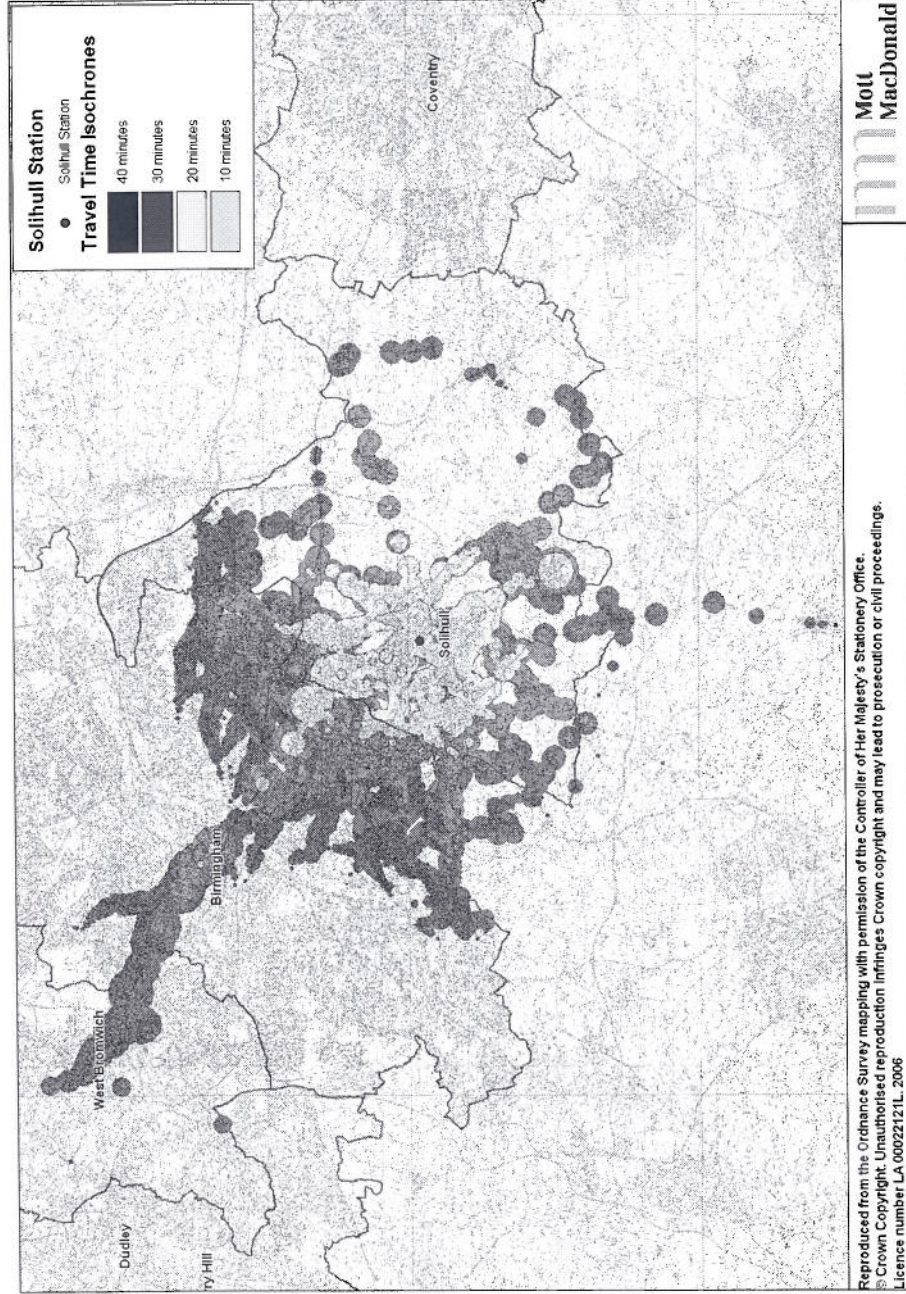 Solihull Station
Solihull Station
Travel Time Isochrones
40 minutes
30 minutes
20 minutes
10 minutes
Coventry
Solihull
Birmingham
West Bromwich
Dudley
ry Hill
Reproduced from the Ordnance Survey mapping with permission of the Controller of Her Majesty's Stationery Office.
© Crown Copyright. Unauthorised reproduction infringes Crown copyright and may lead to prosecution or civil proceedings.
Licence number LA 00022121L. 2006
Mott
MacDonald